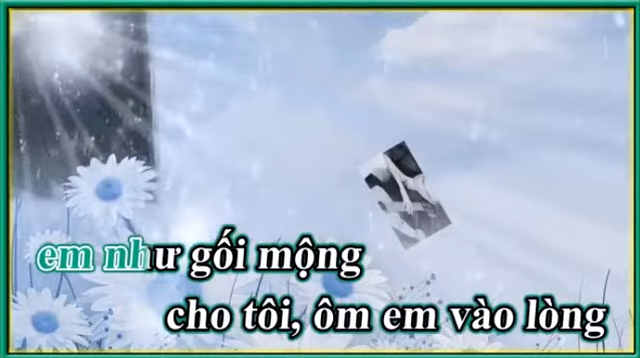 em như gối mộng
cho tôi, ôm em vào lòng